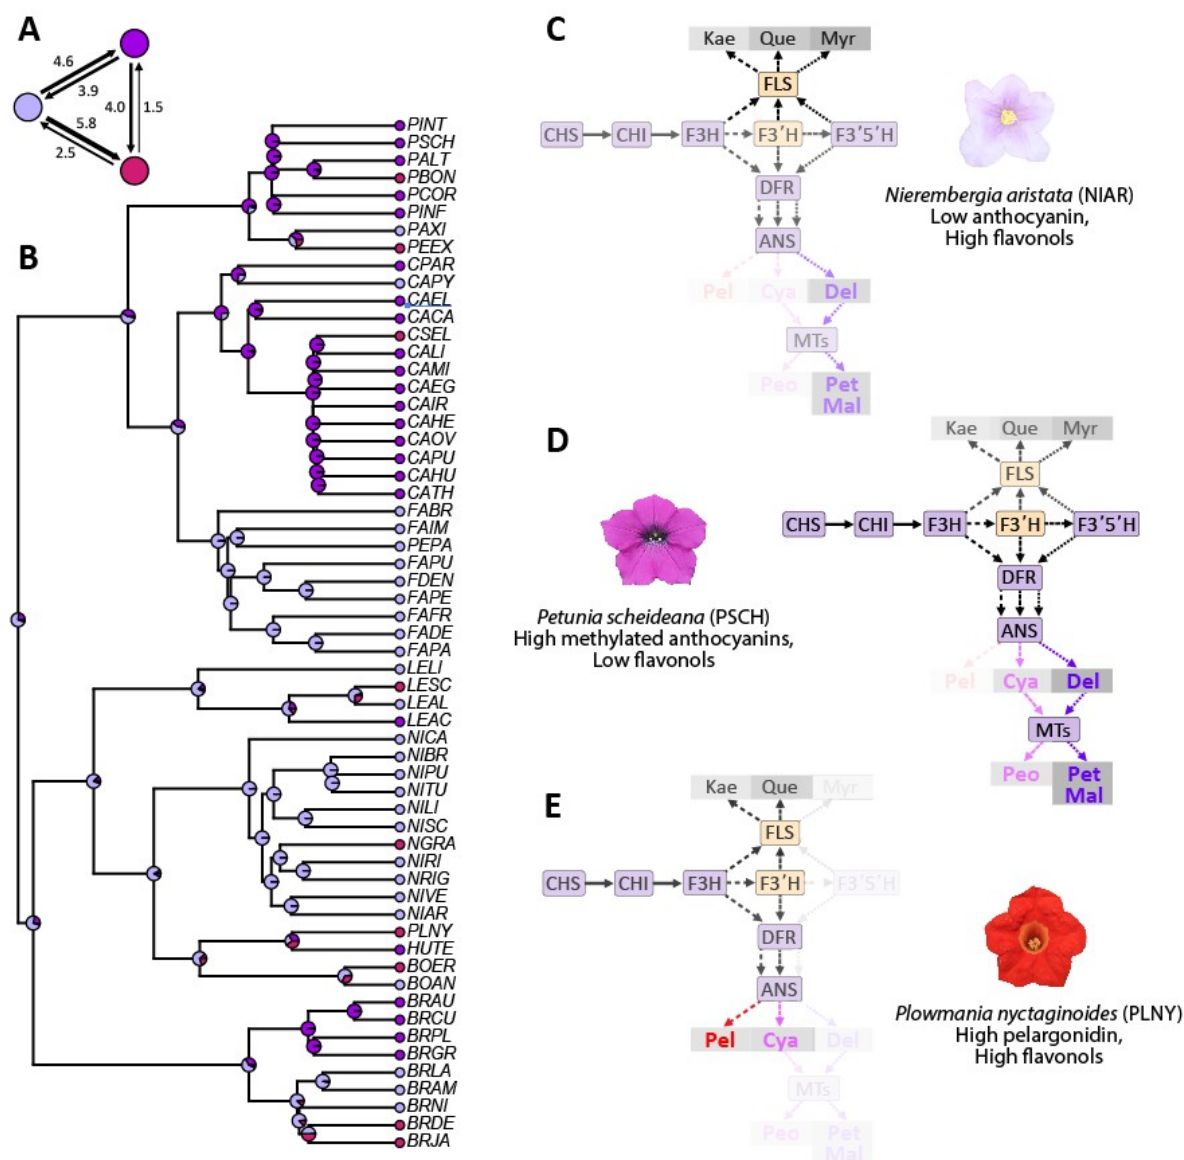 A
4.6
3.9
4.0
1.5
5.8
2.5
B
PINT
PSCH
PALT
PBON
PCOR
PINF
PAXI
PEEX
CPAR
CAPY
CAEL
CACA
CSEL
CALI
CAMI
CAEG
CAIR
CAHE
CAOV
CAPU
CAHU
CATH
FABR
FAIM
PEPA
FAPU
FDEN
FAPE
FAFR
FADE
FAPA
LELI
LESC
LEAL
LEAC
NICA
NIBR
NIPU
NITU
NILI
NISC
NGRA
NIRI
NRIG
NIVE
NIAR
PLNY
HUTE
BOER
BOAN
BRAU
BRCU
BRPL
BRGR
BRLA
BRAM
BRNI
BRDE
BRJA
C
Kae Que Myr
FLS
CHS CHI F3H F3'H F3'5'H
DFR
ANS
Pel Cya Del
MTs
Peo Pet
Mal
Nierembergia aristata (NIAR)
Low anthocyanin,
High flavonols
D
Kae Que Myr
FLS
CHS CHI F3H F3'H F3'5'H
DFR
ANS
Pel Cya Del
MTs
Peo Pet
Mal
Petunia scheideana (PSCH)
High methylated anthocyanins,
Low flavonols
E
Kae Que Myr
FLS
CHS CHI F3H F3'H F3'5'H
DFR
ANS
Pel Cya Del
MTs
Peo Pet
Mal
Plowmania nyctaginoides (PLNY)
High pelargonidin,
High flavonols